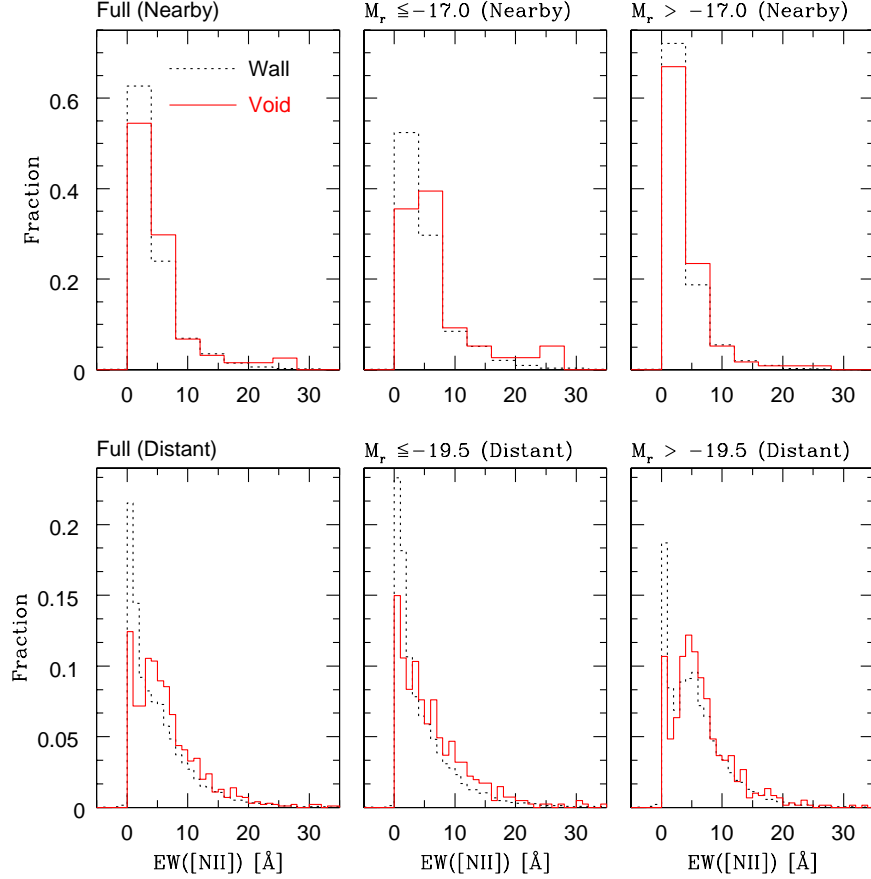 Full (Nearby)
M_r ≦−17.0 (Nearby)
M_r > −17.0 (Nearby)
Wall
Void
Fraction
0.6
0.4
0.2
0
0 10 20 30
0 10 20 30
0 10 20 30
Full (Distant)
M_r ≦−19.5 (Distant)
M_r > −19.5 (Distant)
Fraction
0.2
0.15
0.1
0.05
0
0 10 20 30
0 10 20 30
0 10 20 30
EW([NII]) [Å]
EW([NII]) [Å]
EW([NII]) [Å]